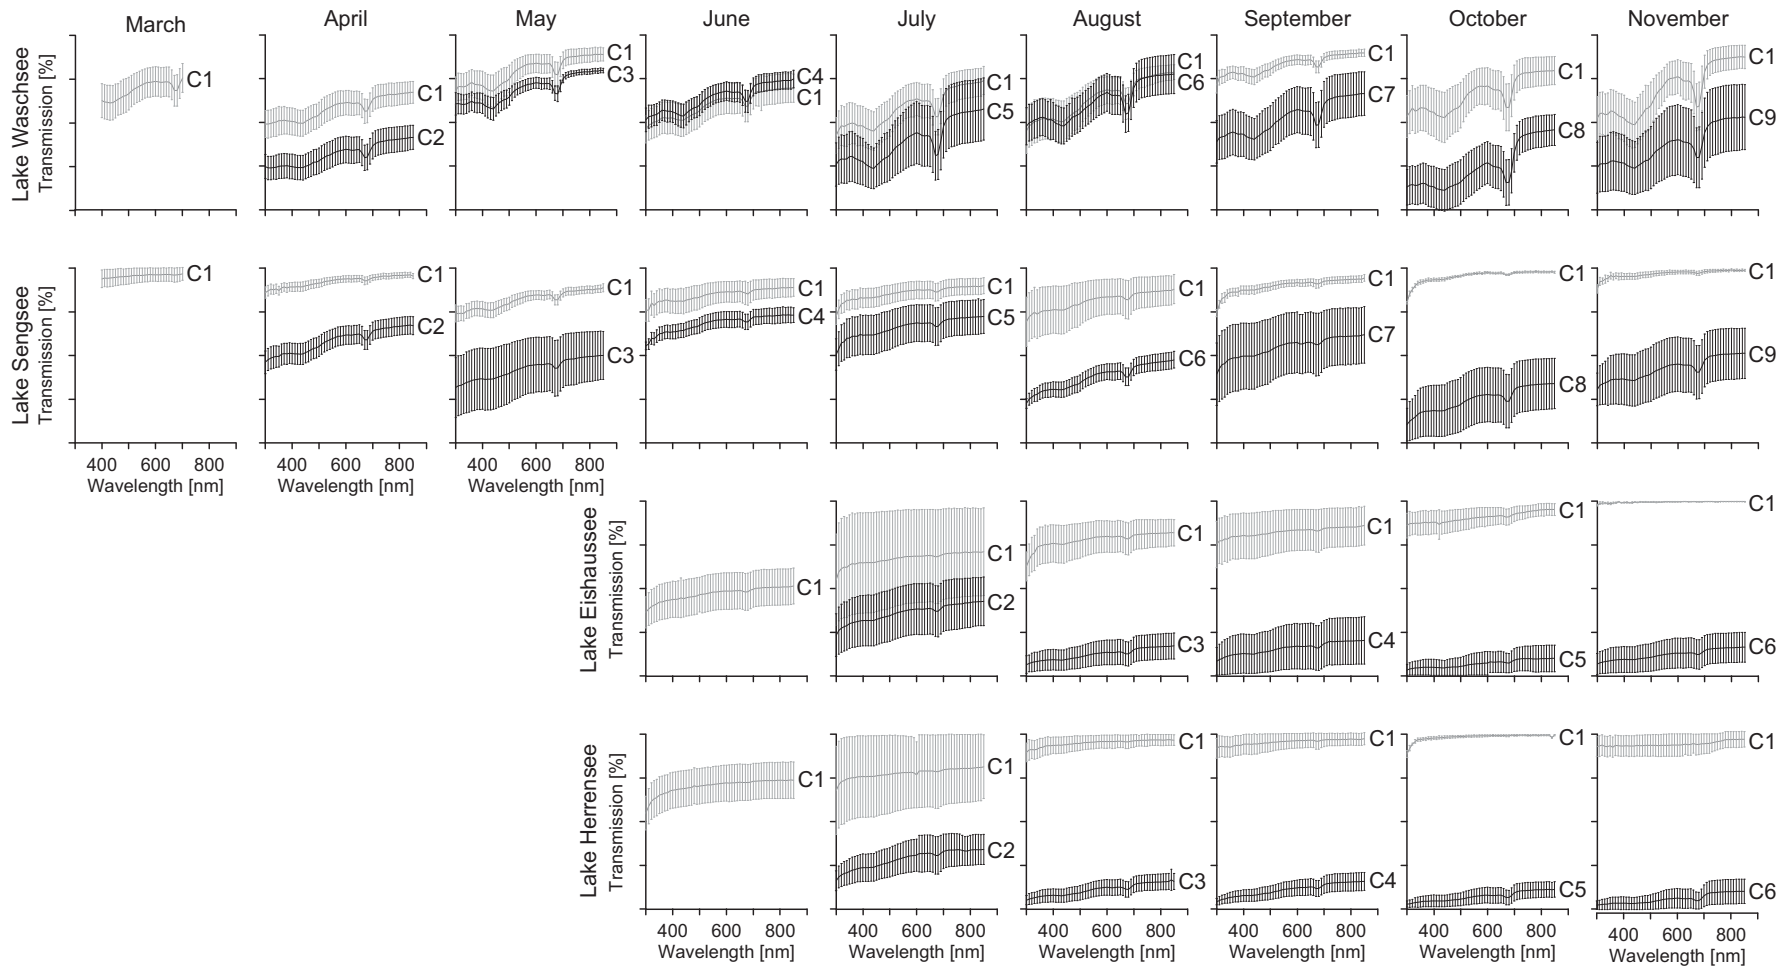 March April May June July August September October November
Lake Waschsee
Transmission [%]
C1
C1
C2
C1
C3
C4
C1
C1
C5
C1
C6
C1
C7
C1
C8
C1
C9
Lake Sengsee
Transmission [%]
C1
C1
C2
C1
C3
C1
C4
C1
C5
C1
C6
C1
C7
C1
C8
C1
C9
400 600 800 400 600 800 400 600 800
Wavelength [nm] Wavelength [nm] Wavelength [nm]
Lake Eishaussee
Transmission [%]
C1
C1
C2
C1
C3
C1
C4
C1
C5
C1
C6
Lake Herrensee
Transmission [%]
C1
C1
C2
C1
C3
C1
C4
C1
C5
C1
C6
400 600 800 400 600 800 400 600 800 400 600 800 400 600 800 400 600 800
Wavelength [nm] Wavelength [nm] Wavelength [nm] Wavelength [nm] Wavelength [nm] Wavelength [nm]